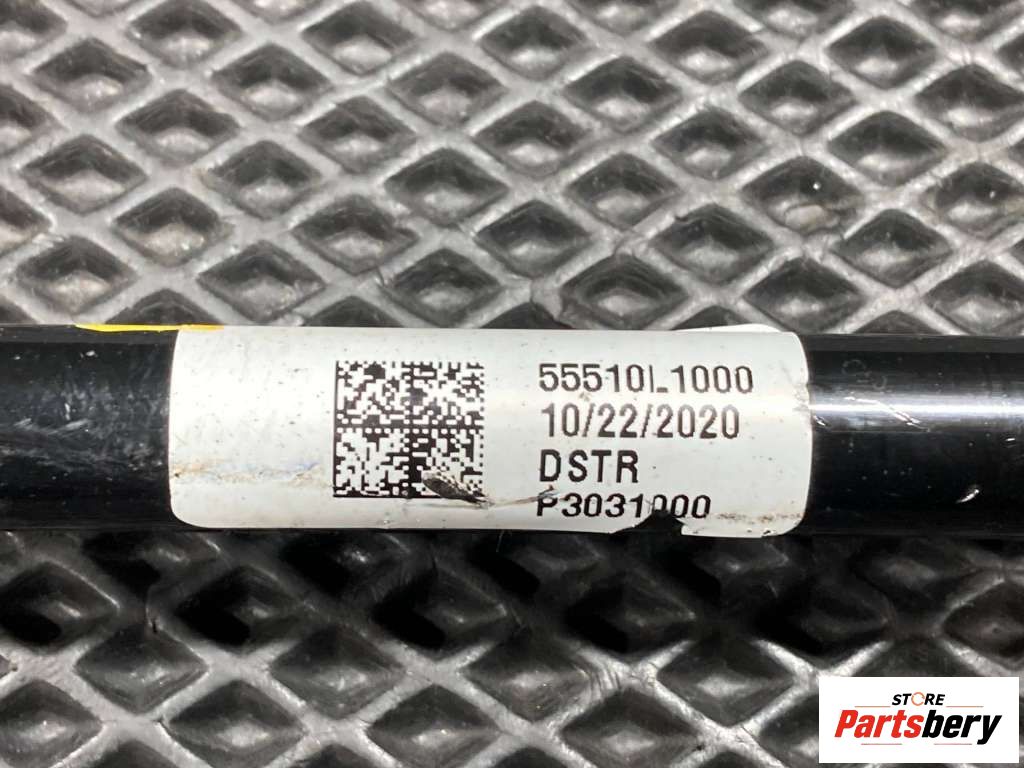 55510L1000
10/22/2020
DSTR
P3031000
STORE
Partsbery